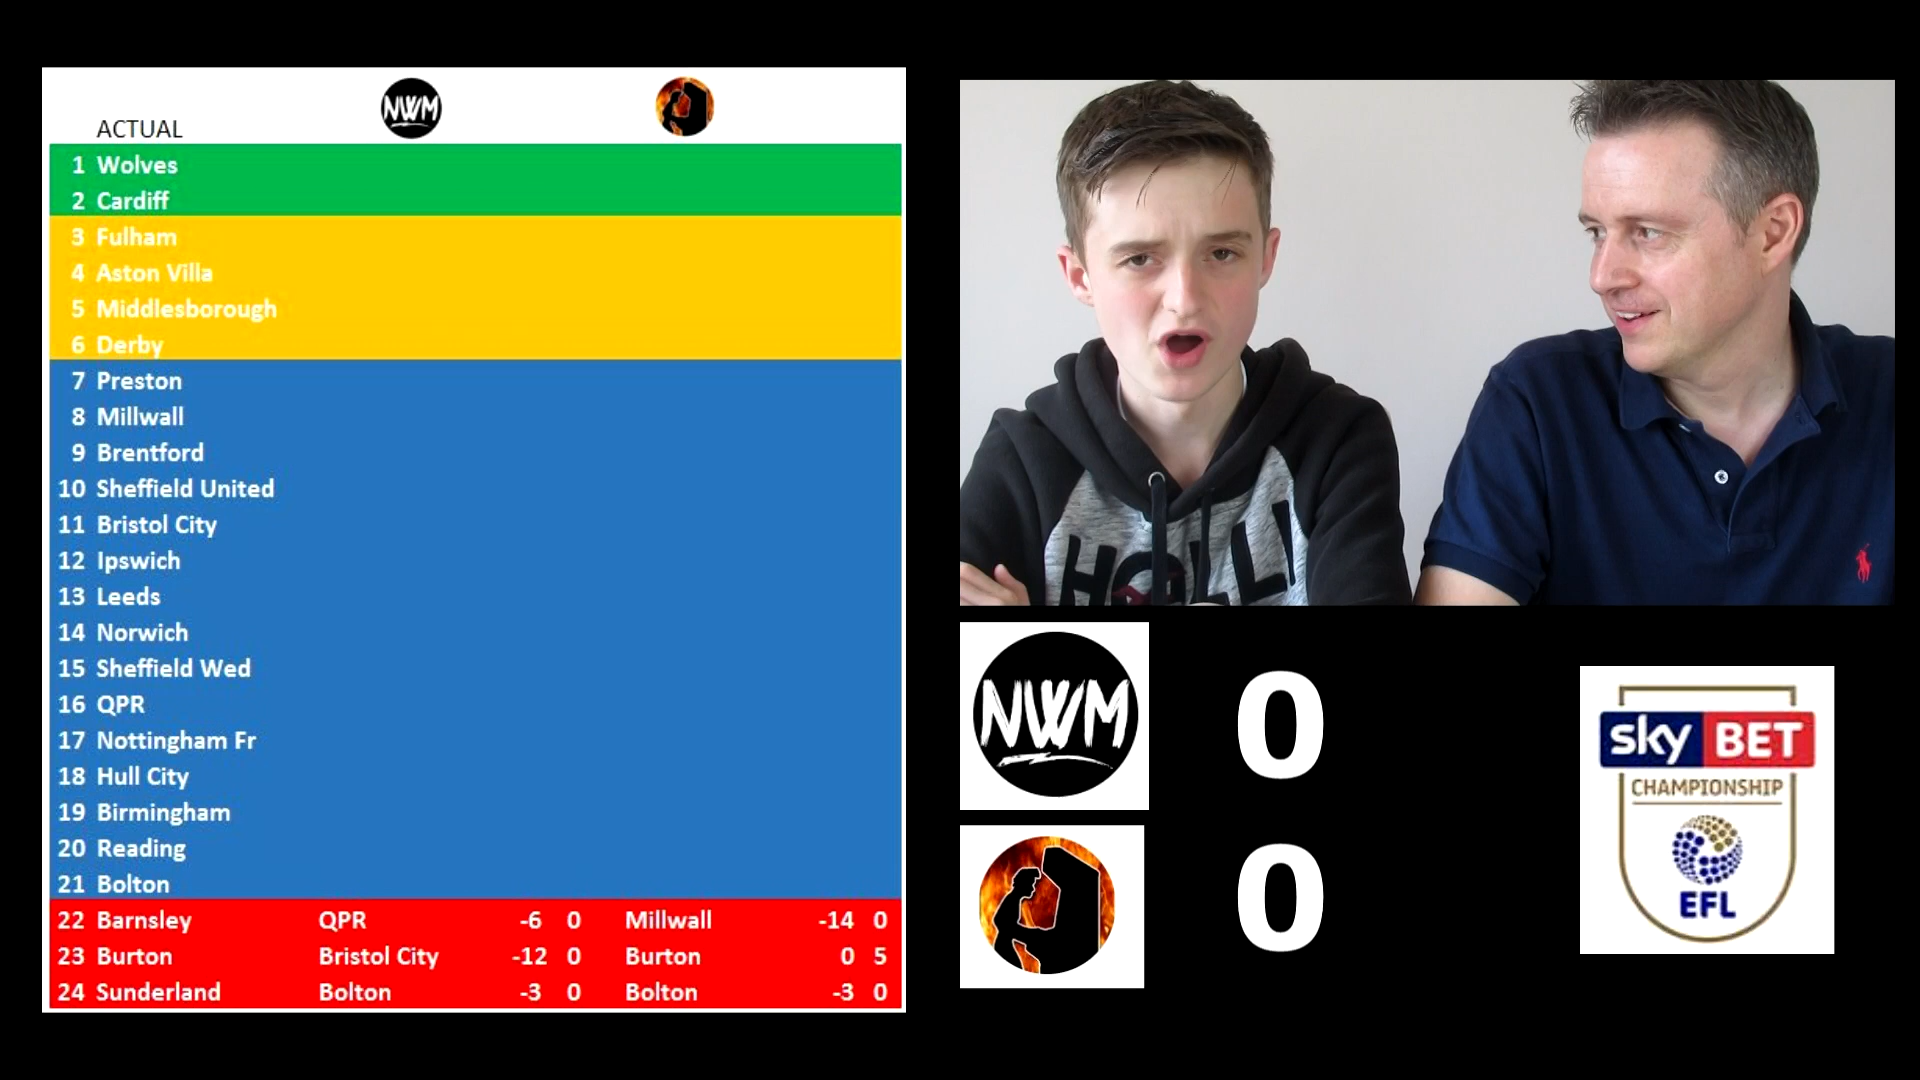 NWM
ACTUAL
1 Wolves
2 Cardiff
3 Fulham
4 Aston Villa
5 Middlesborough
6 Derby
7 Preston
8 Millwall
9 Brentford
10 Sheffield United
11 Bristol City
12 Ipswich
13 Leeds
14 Norwich
15 Sheffield Wed
16 QPR
17 Nottingham Fr
18 Hull City
19 Birmingham
20 Reading
21 Bolton
22 Barnsley QPR -6 0 Millwall -14 0
23 Burton Bristol City -12 0 Burton 0 5
24 Sunderland Bolton -3 0 Bolton -3 0
NWM 0
0
sky BET
CHAMPIONSHIP
EFL